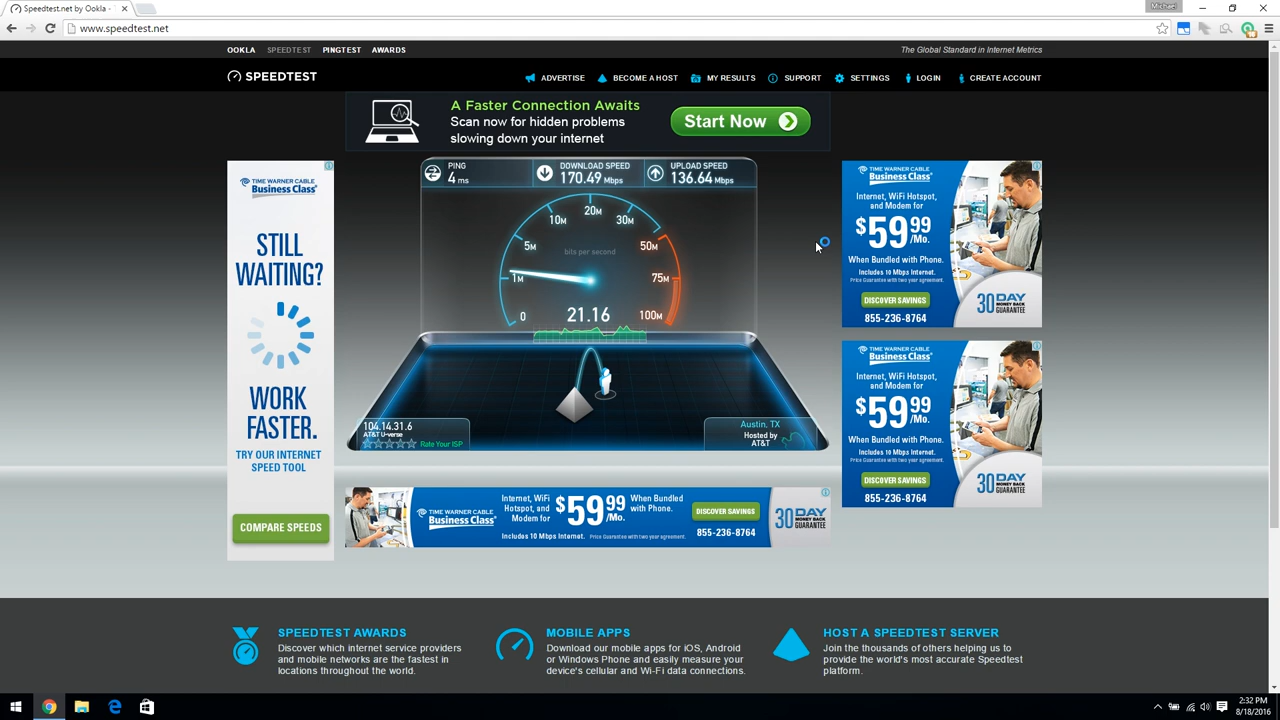 Speedtest.net by Ookla -
Michael
www.speedtest.net
OOKLA SPEEDTEST PINGTEST AWARDS
The Global Standard in Internet Metrics
SPEEDTEST
ADVERTISE BECOME A HOST MY RESULTS SUPPORT SETTINGS LOGIN CREATE ACCOUNT
A Faster Connection Awaits
Scan now for hidden problems
slowing down your internet
Start Now
TIME WARNER CABLE
Business Class
STILL
WAITING?
WORK
FASTER.
TRY OUR INTERNET
SPEED TOOL
COMPARE SPEEDS
PING
4 ms
DOWNLOAD SPEED
170.49 Mbps
UPLOAD SPEED
136.64 Mbps
20M
10M 30M
5M 50M
bits per second
1M 75M
0 100M
21.16
104.14.31.6
AT&T U-verse
Rate Your ISP
Austin, TX
Hosted by
AT&T
TIME WARNER CABLE
Business Class
Internet, WiFi Hotspot,
and Modem for
$59 99 /Mo.
When Bundled with Phone.
Includes 10 Mbps Internet.
Price Guarantee with two year agreement.
DISCOVER SAVINGS
855-236-8764
30 DAY
MONEY BACK
GUARANTEE
TIME WARNER CABLE
Business Class
Internet, WiFi Hotspot,
and Modem for
$59 99 /Mo.
When Bundled with Phone.
Includes 10 Mbps Internet.
Price Guarantee with two year agreement.
DISCOVER SAVINGS
855-236-8764
30 DAY
MONEY BACK
GUARANTEE
TIME WARNER CABLE
Business Class
Internet, WiFi
Hotspot, and
Modem for
$59 99 /Mo.
When Bundled
with Phone.
Includes 10 Mbps Internet. Price Guarantee with two year agreement.
DISCOVER SAVINGS
855-236-8764
30 DAY
MONEY BACK
GUARANTEE
SPEEDTEST AWARDS
Discover which internet service providers
and mobile networks are the fastest in
locations throughout the world.
MOBILE APPS
Download our mobile apps for iOS, Android
or Windows Phone and easily measure your
device's cellular and Wi-Fi data connections.
HOST A SPEEDTEST SERVER
Join the thousands of others helping us to
provide the world's most accurate Speedtest
platform.
2:32 PM
8/18/2016